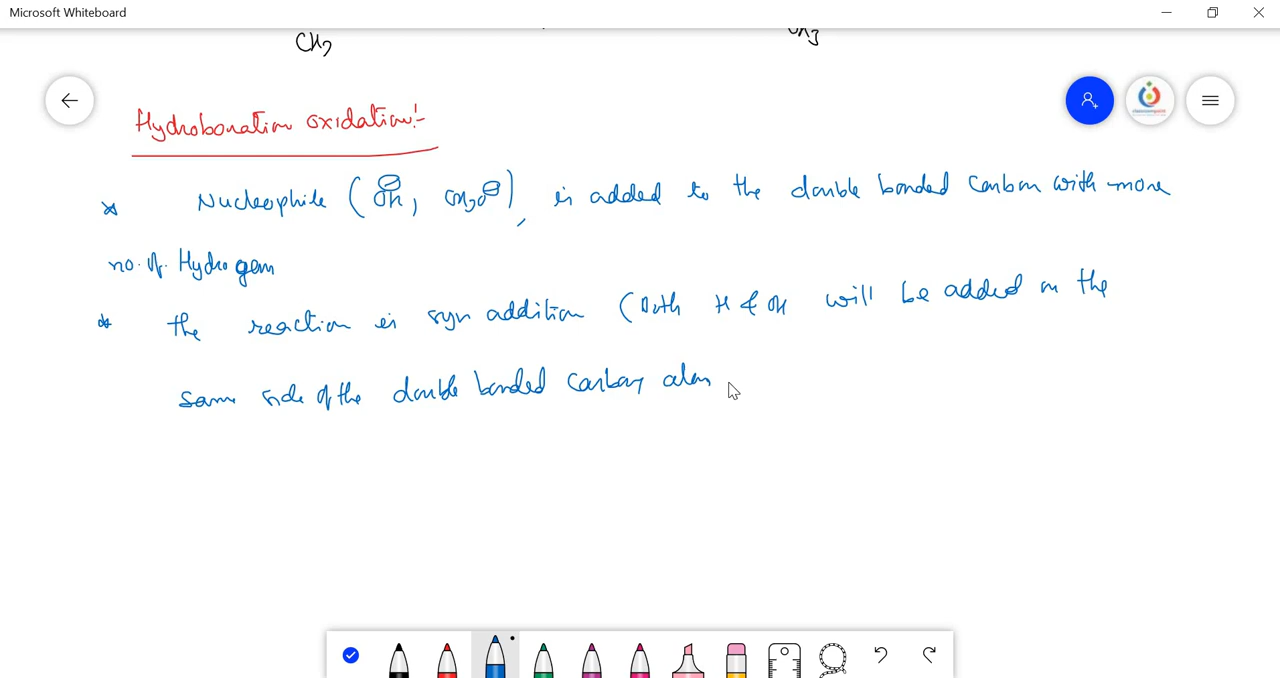 Microsoft Whiteboard
CH3
CH3
Hydroboration oxidation:-
* Nucleophile (OH⊖, CH3O⊖), is added to the double bonded carbon with more
no. of Hydrogen
* the reaction is syn addition (Both H & OH will be added on the
same side of the double bonded carbon